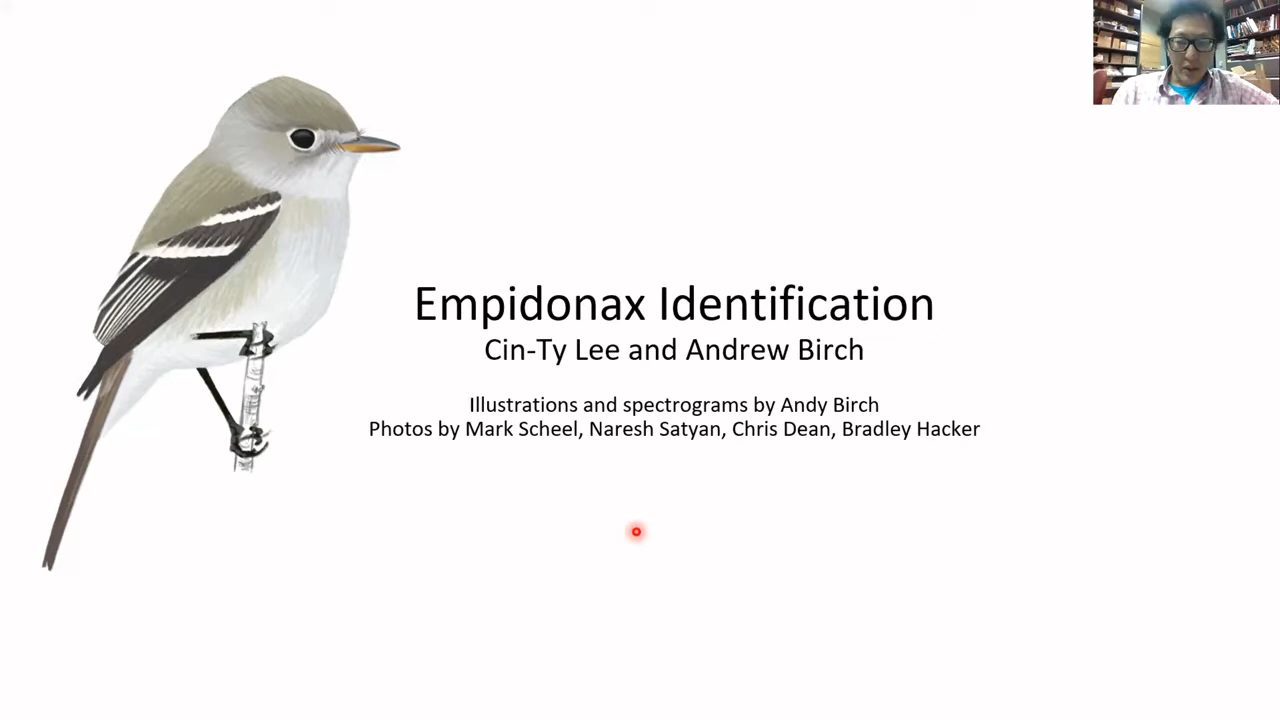 Empidonax Identification
Cin-Ty Lee and Andrew Birch
Illustrations and spectrograms by Andy Birch
Photos by Mark Scheel, Naresh Satyan, Chris Dean, Bradley Hacker